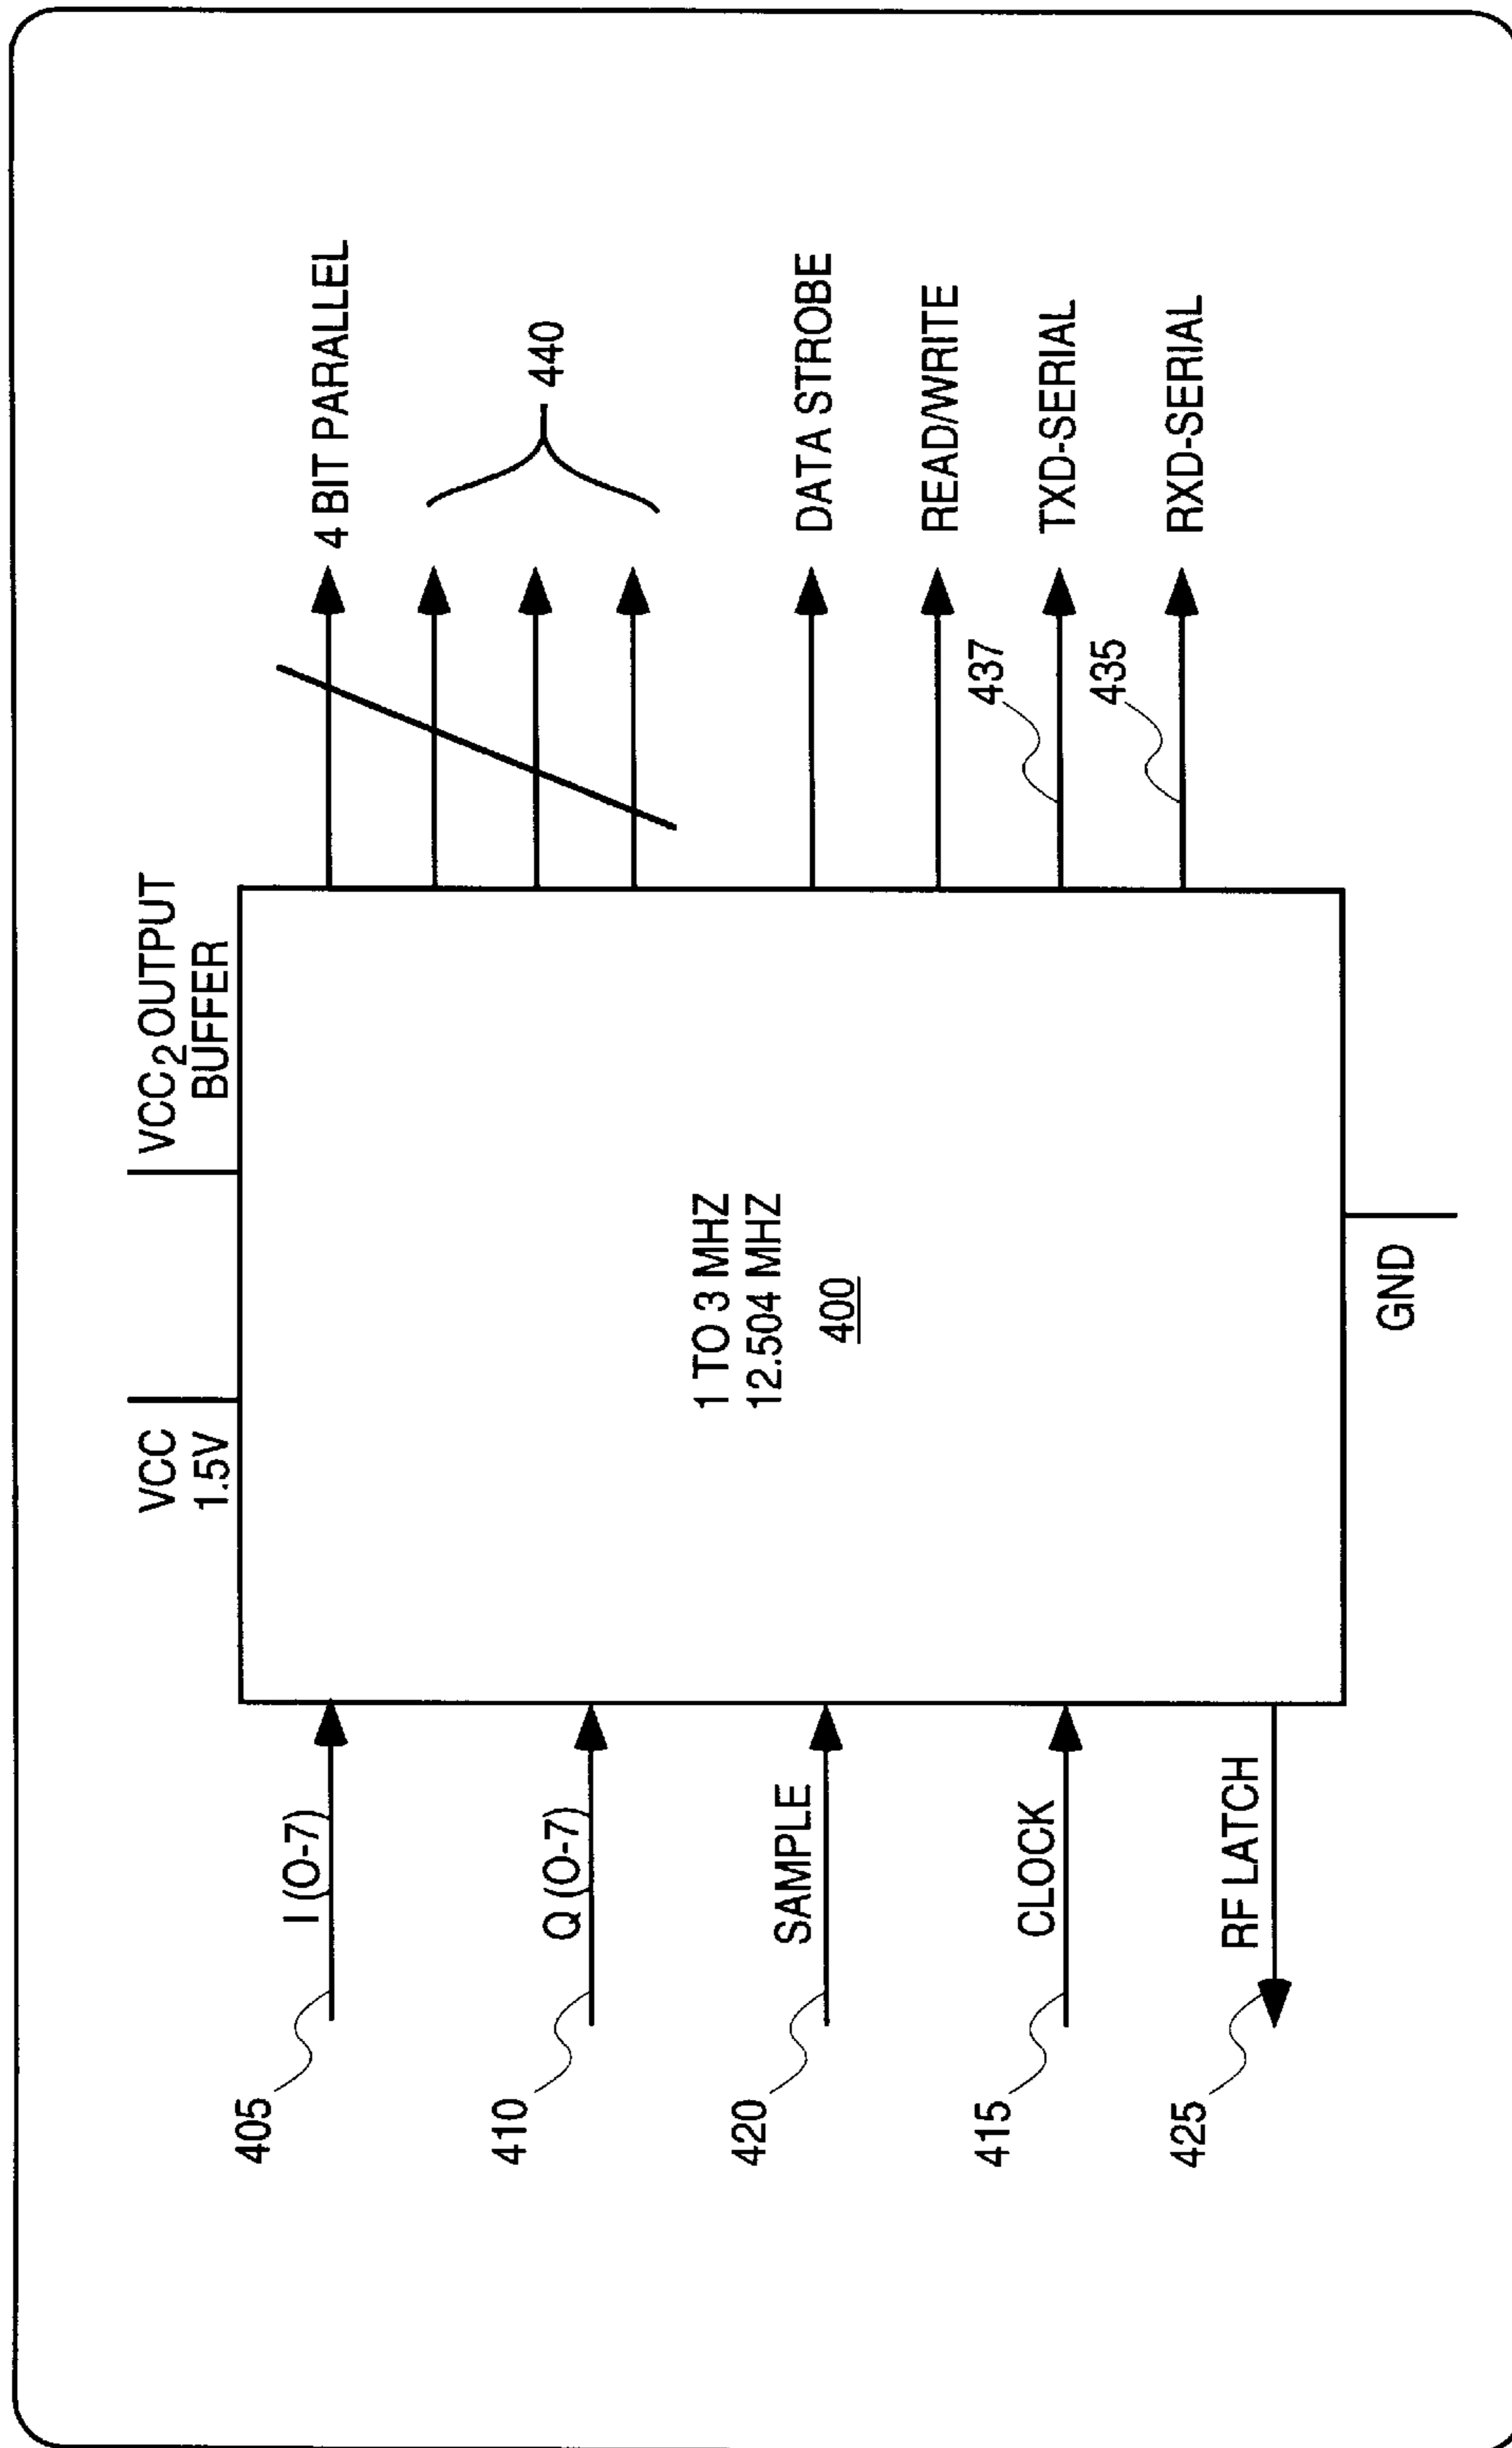 VCC
1.5V
VCC2 OUTPUT
BUFFER
405
I (O-7)
410
Q (O-7)
420
SAMPLE
415
CLOCK
425
RF LATCH
1 TO 3 MHZ
12.504 MHZ
400
4 BIT PARALLEL
440
DATA STROBE
READ/WRITE
437
TXD-SERIAL
435
RXD-SERIAL
GND